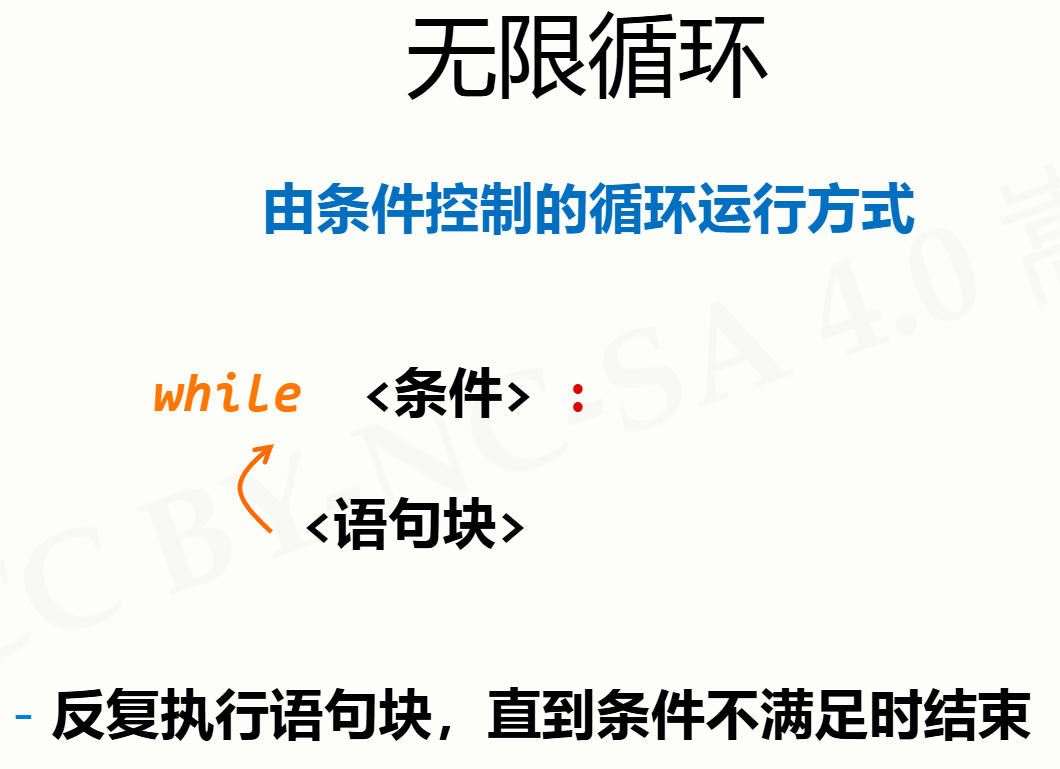 无限循环
由条件控制的循环运行方式
while <条件> :
<语句块>
- 反复执行语句块，直到条件不满足时结束
CC BY-NC-SA 4.0 嵩